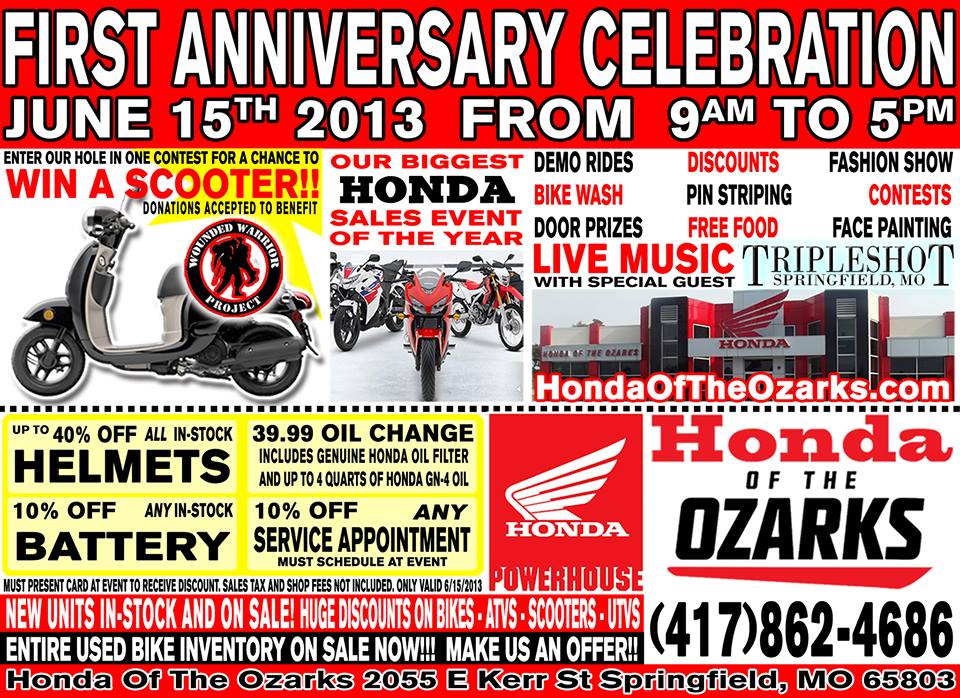 FIRST ANNIVERSARY CELEBRATION
JUNE 15TH 2013 FROM 9AM TO 5PM
ENTER OUR HOLE IN ONE CONTEST FOR A CHANCE TO
WIN A SCOOTER!!
DONATIONS ACCEPTED TO BENEFIT
WOUNDED WARRIOR
PROJECT
OUR BIGGEST
HONDA
SALES EVENT
OF THE YEAR
DEMO RIDES DISCOUNTS FASHION SHOW
BIKE WASH PIN STRIPING CONTESTS
DOOR PRIZES FREE FOOD FACE PAINTING
LIVE MUSIC
WITH SPECIAL GUEST
TRIPLESHOT
SPRINGFIELD, MO
HONDA OF THE OZARKS
HONDA
HondaOfTheOzarks.com
UP TO 40% OFF ALL IN-STOCK
HELMETS
39.99 OIL CHANGE
INCLUDES GENUINE HONDA OIL FILTER
AND UP TO 4 QUARTS OF HONDA GN-4 OIL
10% OFF ANY IN-STOCK
BATTERY
10% OFF ANY
SERVICE APPOINTMENT
MUST SCHEDULE AT EVENT
MUST PRESENT CARD AT EVENT TO RECEIVE DISCOUNT. SALES TAX AND SHOP FEES NOT INCLUDED. ONLY VALID 6/15/2013
HONDA
POWERHOUSE
Honda
OF THE
OZARKS
NEW UNITS IN-STOCK AND ON SALE! HUGE DISCOUNTS ON BIKES - ATVS - SCOOTERS - UTVS
ENTIRE USED BIKE INVENTORY ON SALE NOW!!! MAKE US AN OFFER!!
(417)862-4686
Honda Of The Ozarks 2055 E Kerr St Springfield, MO 65803